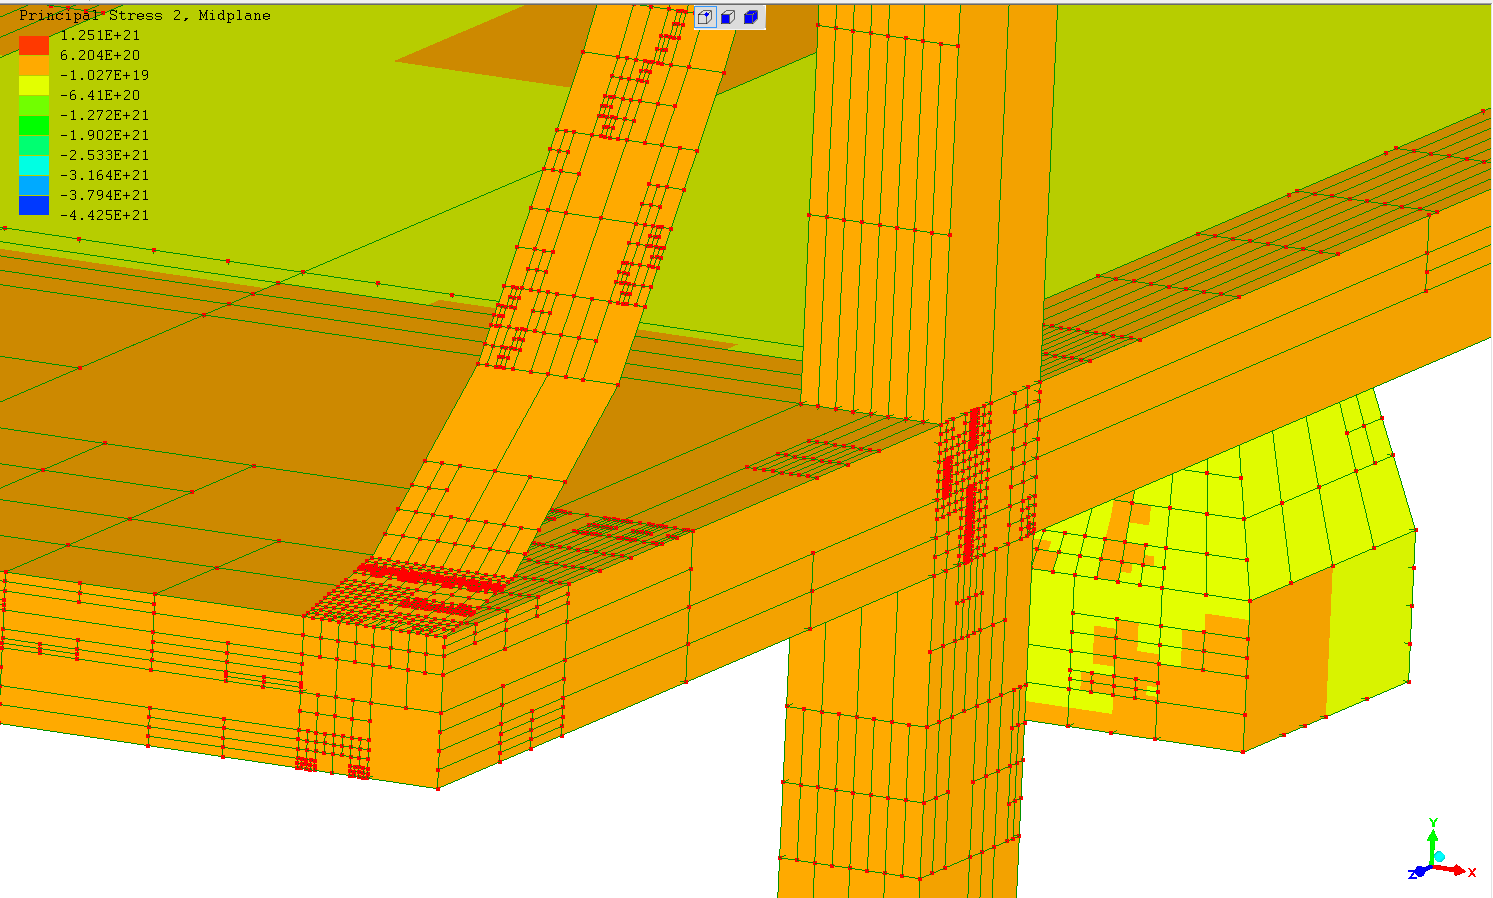 Principal Stress 2, Midplane
1.251E+21
6.204E+20
-1.027E+19
-6.41E+20
-1.272E+21
-1.902E+21
-2.533E+21
-3.164E+21
-3.794E+21
-4.425E+21
Y
Z
X